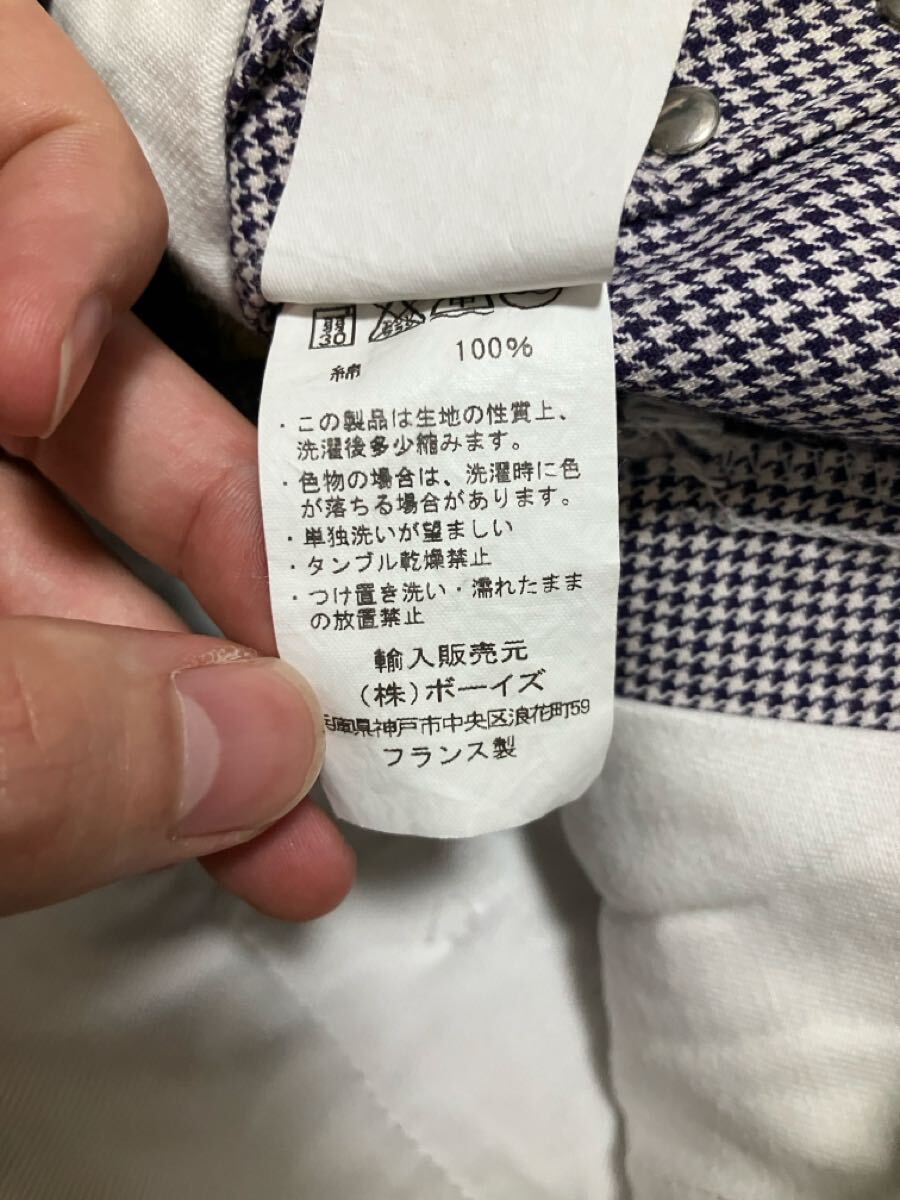 30
綿 100%
・この製品は生地の性質上、
洗濯後多少縮みます。
・色物の場合は、洗濯時に色
が落ちる場合があります。
・単独洗いが望ましい
・タンブル乾燥禁止
・つけ置き洗い・濡れたまま
の放置禁止
輸入販売元
(株)ボーイズ
兵庫県神戸市中央区浪花町59
フランス製